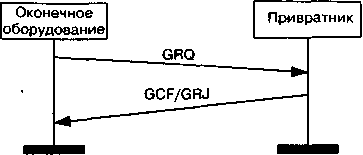 Оконечное
оборудование
Привратник
GRQ
GCF/GRJ